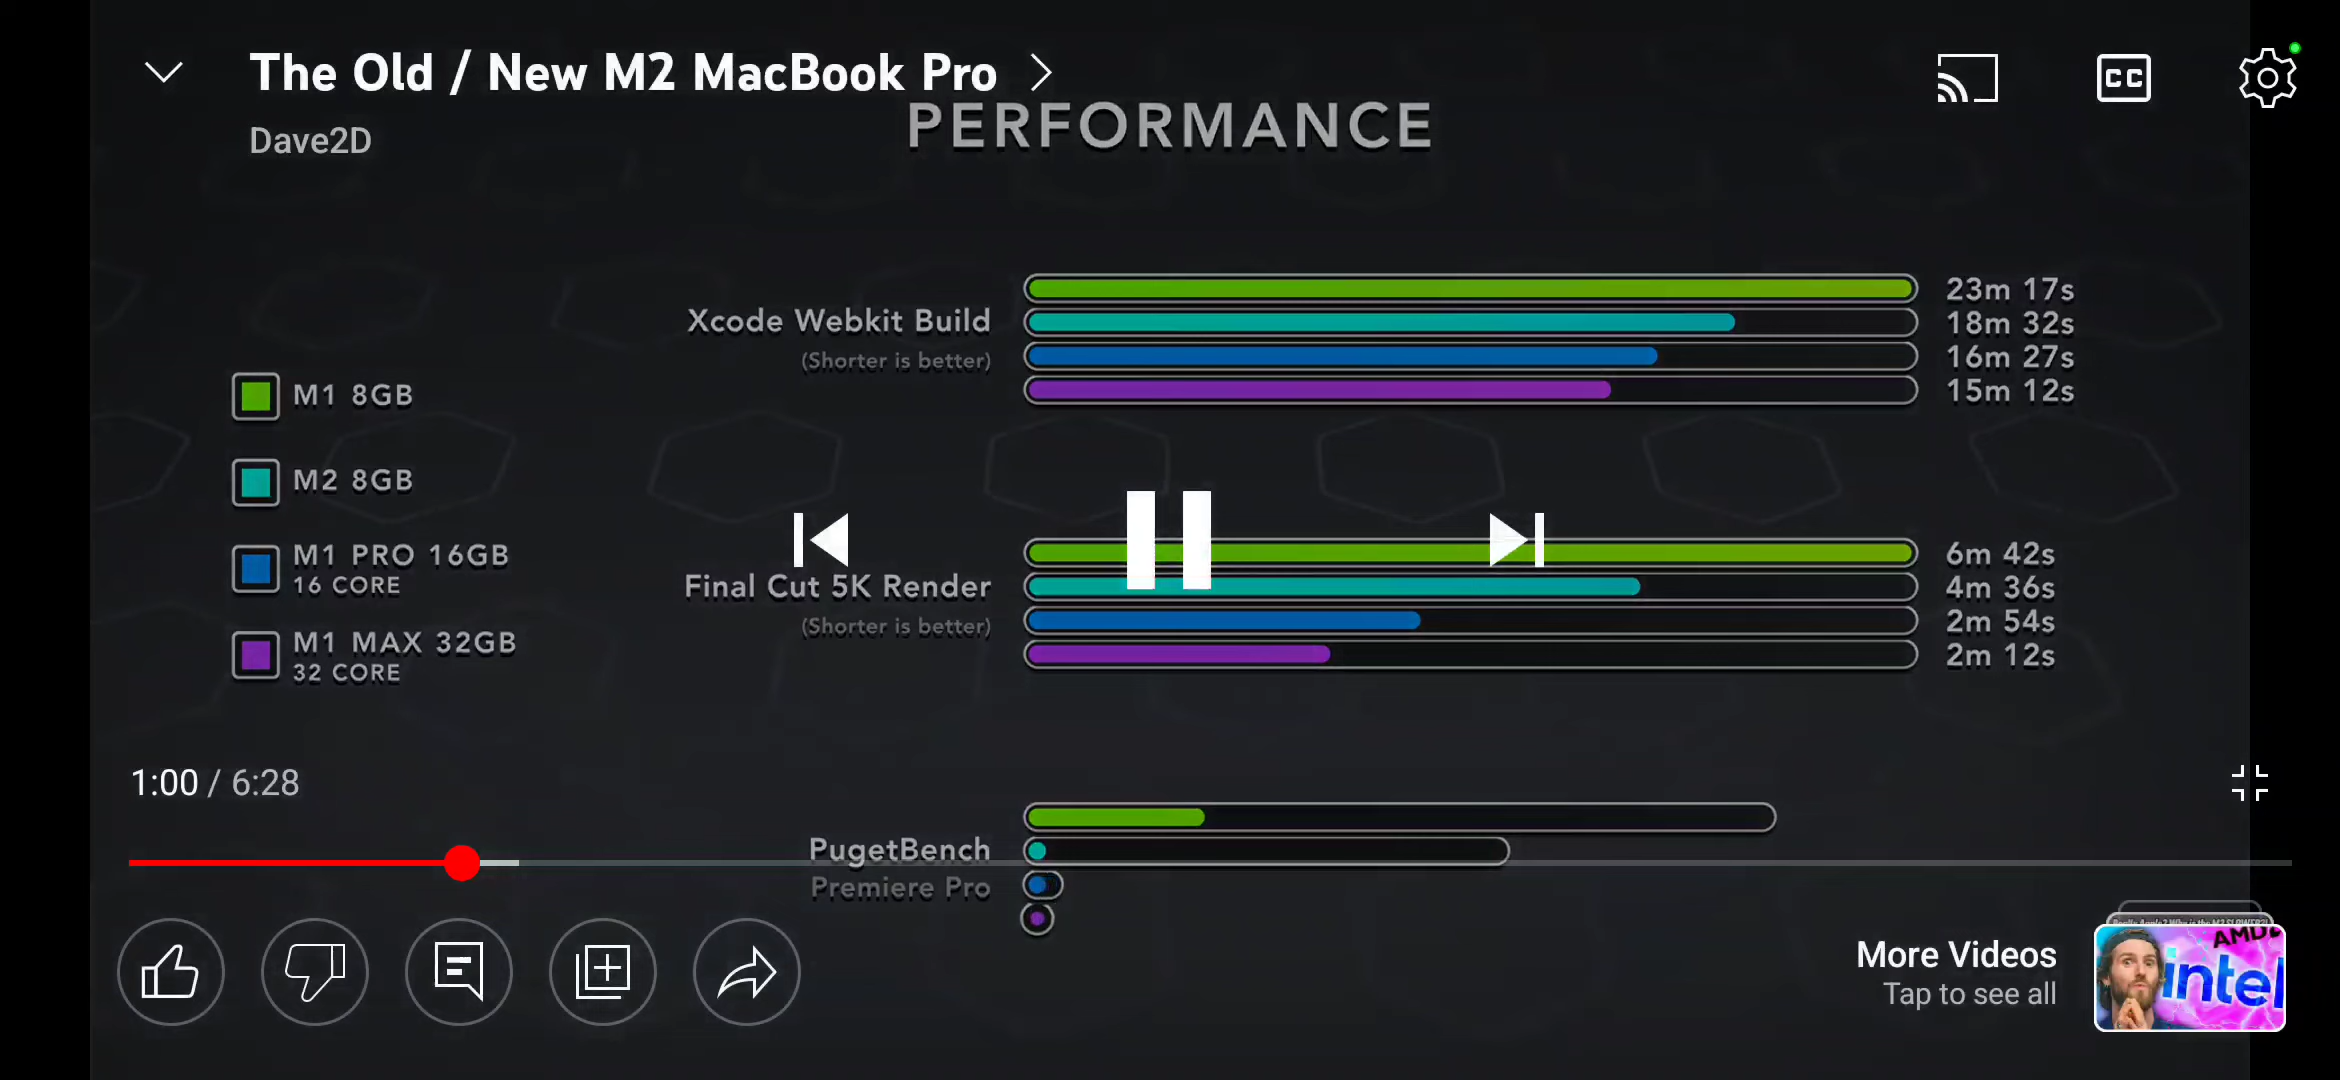 The Old / New M2 MacBook Pro
Dave2D
CC
PERFORMANCE
Xcode Webkit Build
(Shorter is better)
23m 17s
18m 32s
16m 27s
15m 12s
M1 8GB
M2 8GB
M1 PRO 16GB
16 CORE
M1 MAX 32GB
32 CORE
Final Cut 5K Render
(Shorter is better)
6m 42s
4m 36s
2m 54s
2m 12s
1:00 / 6:28
PugetBench
Premiere Pro
More Videos
Tap to see all
AMD
intel